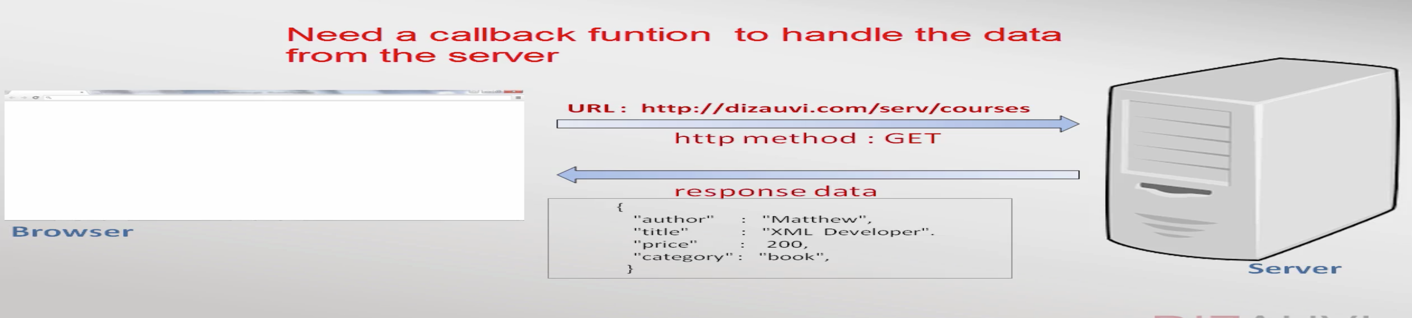 Need a callback funtion to handle the data
from the server
URL : http://dizauvi.com/serv/courses
http method : GET
response data
{
"author" : "Matthew",
"title" : "XML Developer".
"price" : 200,
"category" : "book",
}
Browser
Server